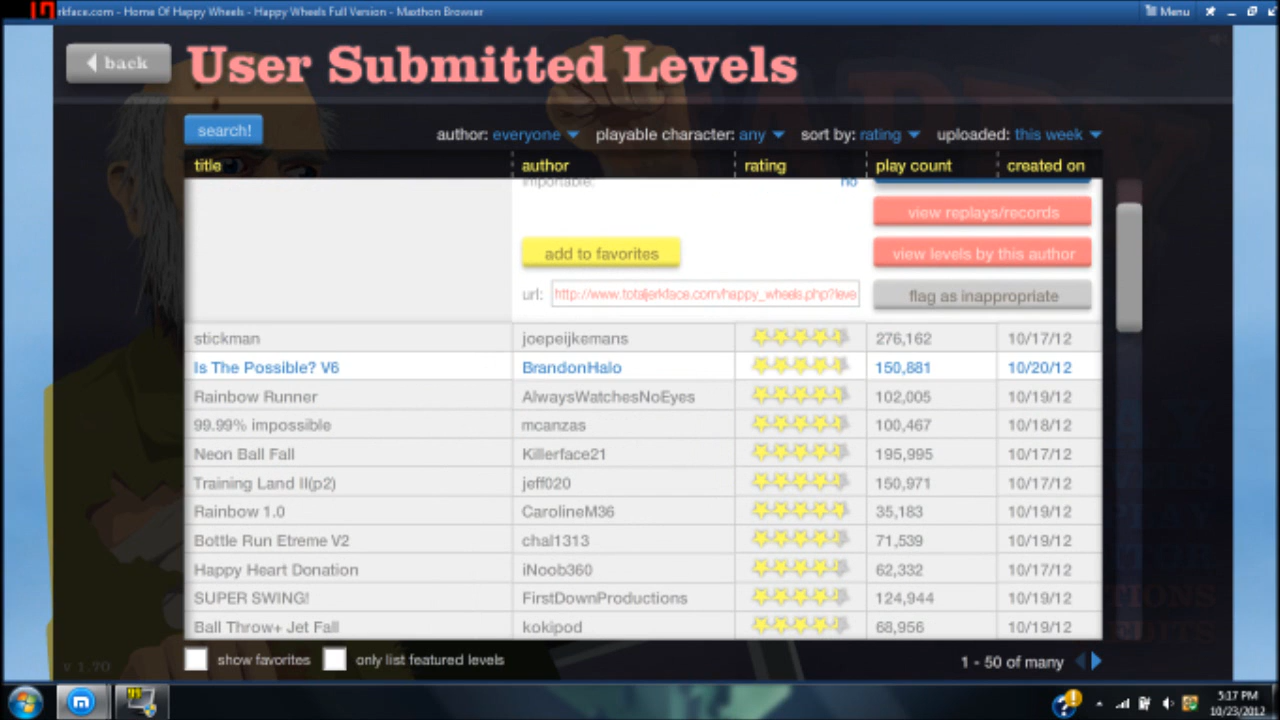 rkface.com - Home Of Happy Wheels - Happy Wheels Full Version - Maxthon Browser
Menu
back
User Submitted Levels
search!
author: everyone playable character: any sort by: rating uploaded: this week
title author rating play count created on
importable: no
view replays/records
add to favorites
view levels by this author
url: http://www.totaljerkface.com/happy_wheels.php?leve
flag as inappropriate
stickman joepeijkemans 276,162 10/17/12
Is The Possible? V6 BrandonHalo 150,881 10/20/12
Rainbow Runner AlwaysWatchesNoEyes 102,005 10/19/12
99.99% impossible mcanzas 100,467 10/18/12
Neon Ball Fall Killerface21 195,995 10/17/12
Training Land II(p2) jeff020 150,971 10/17/12
Rainbow 1.0 CarolineM36 35,183 10/19/12
Bottle Run Etreme V2 chal1313 71,539 10/19/12
Happy Heart Donation iNoob360 62,332 10/17/12
SUPER SWING! FirstDownProductions 124,944 10/19/12
Ball Throw+ Jet Fall kokipod 68,956 10/19/12
show favorites only list featured levels
1 - 50 of many
v 1.70
5:17 PM
10/23/2012